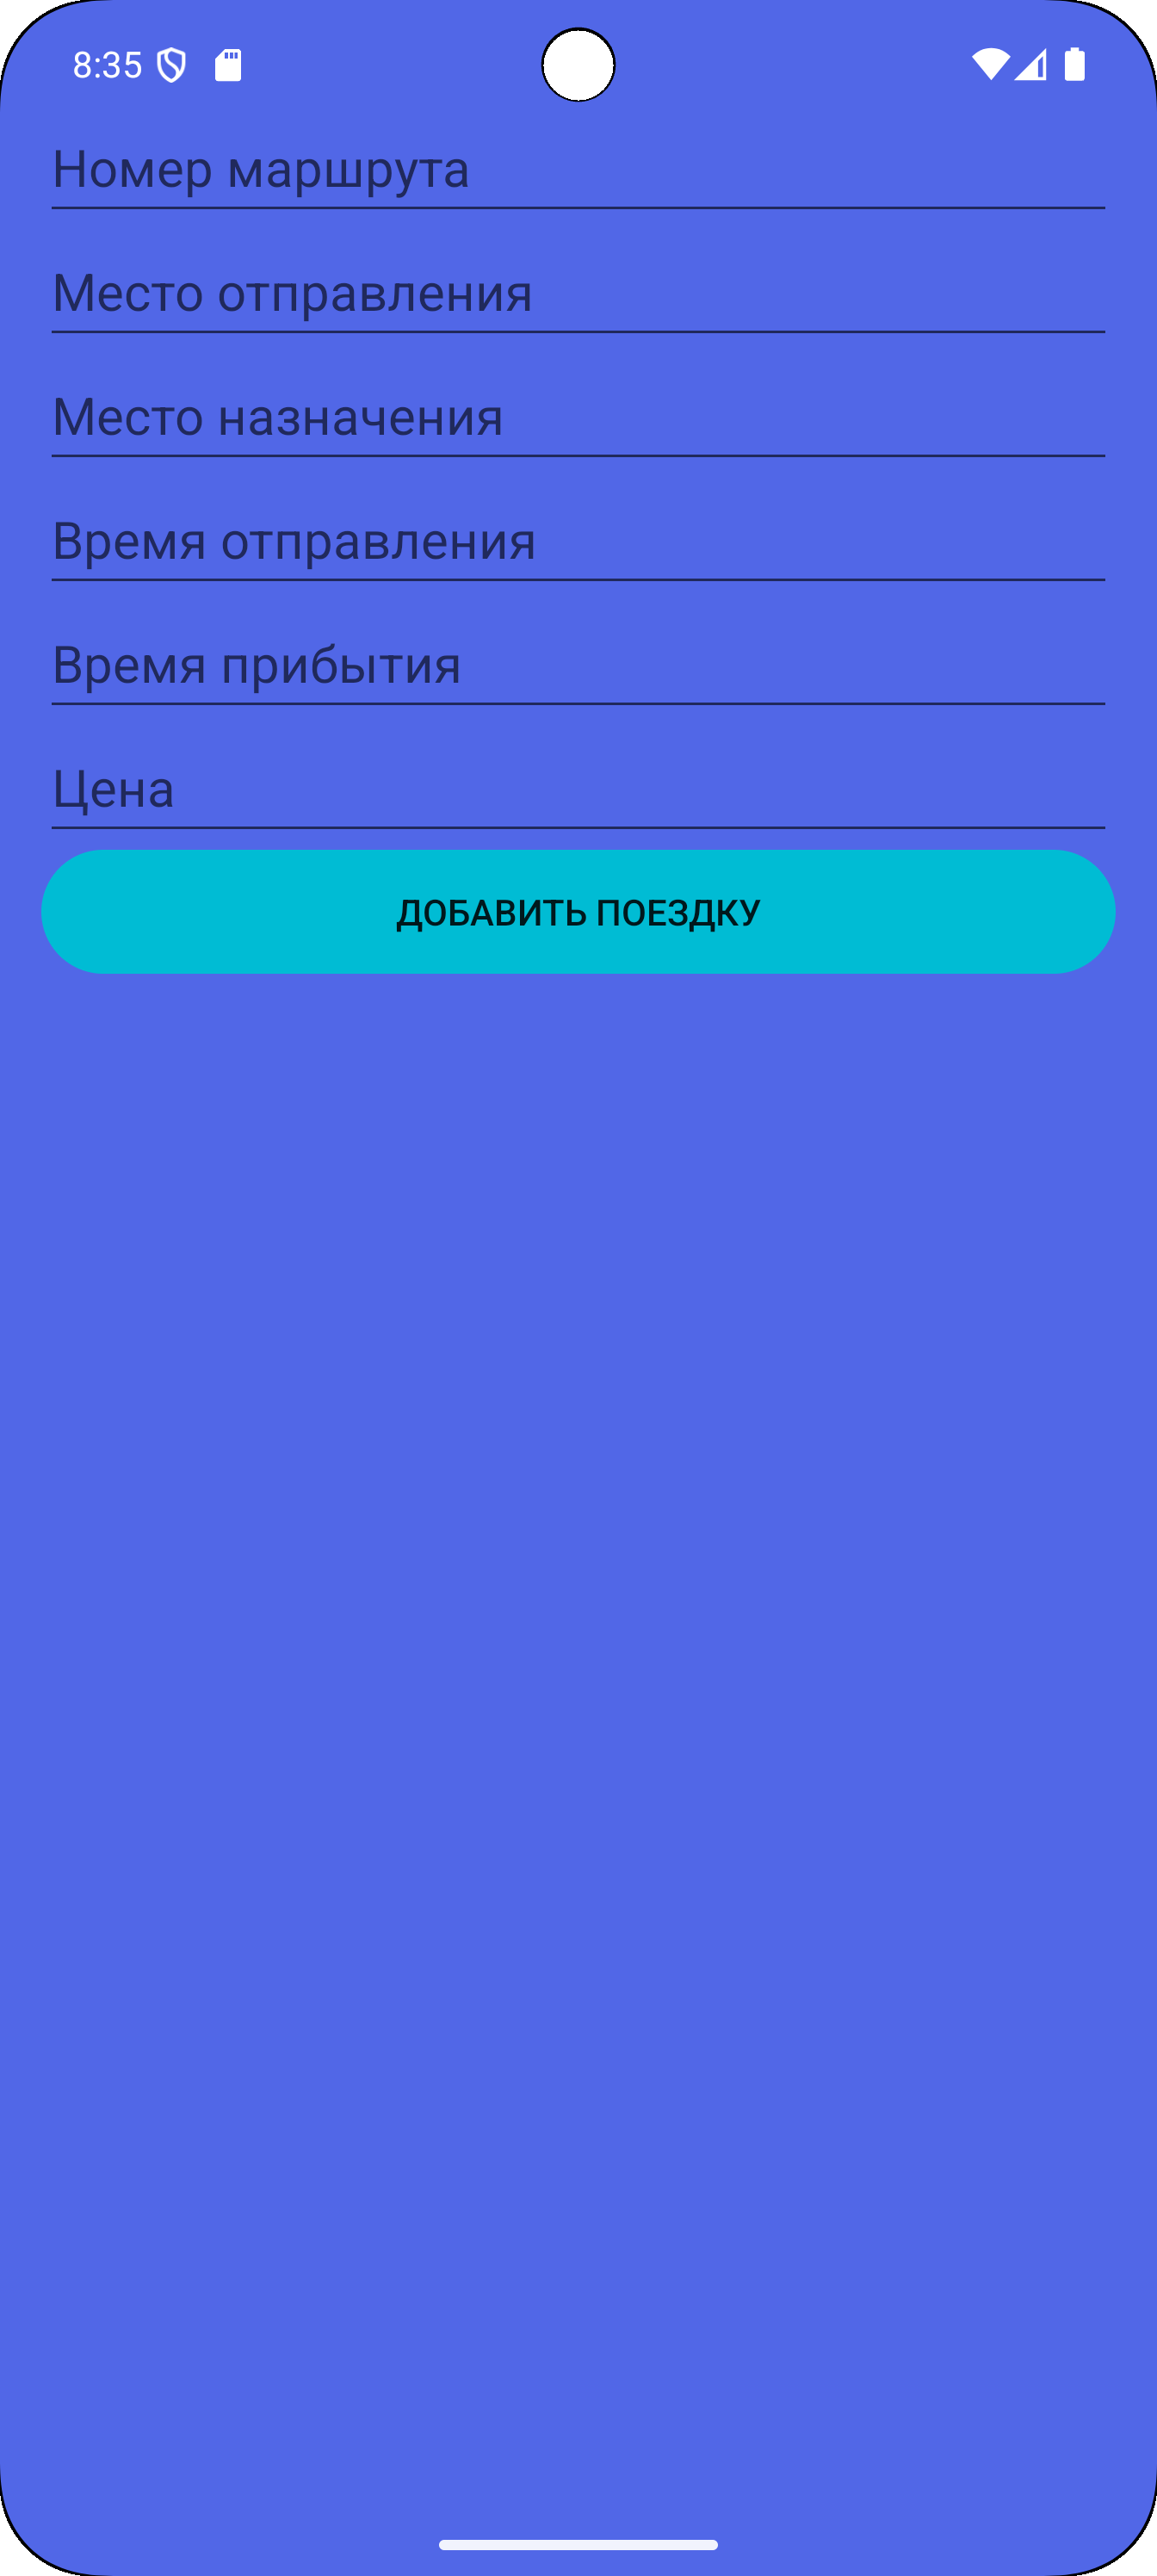 8:35
Номер маршрута
Место отправления
Место назначения
Время отправления
Время прибытия
Цена
ДОБАВИТЬ ПОЕЗДКУ